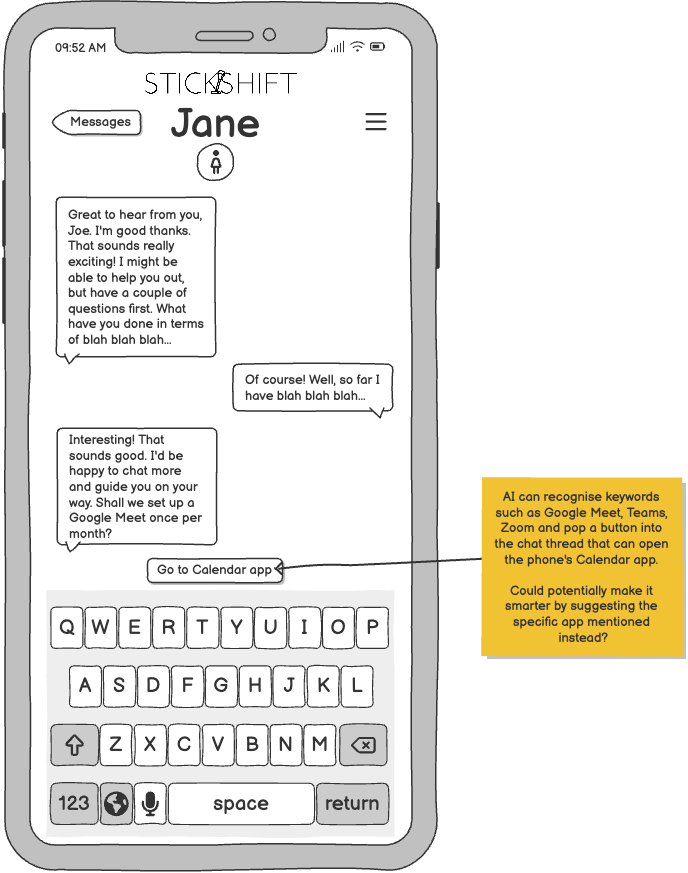 09:52 AM
STICKSHIFT
Messages
Jane
Great to hear from you,
Joe. I'm good thanks.
That sounds really
exciting! I might be
able to help you out,
but have a couple of
questions first. What
have you done in terms
of blah blah blah...
Of course! Well, so far I
have blah blah blah...
Interesting! That
sounds good. I'd be
happy to chat more
and guide you on your
way. Shall we set up a
Google Meet once per
month?
Go to Calendar app
AI can recognise keywords
such as Google Meet, Teams,
Zoom and pop a button into
the chat thread that can open
the phone's Calendar app.
Could potentially make it
smarter by suggesting the
specific app mentioned
instead?
Q W E R T Y U I O P
A S D F G H J K L
Z X C V B N M
123 space return